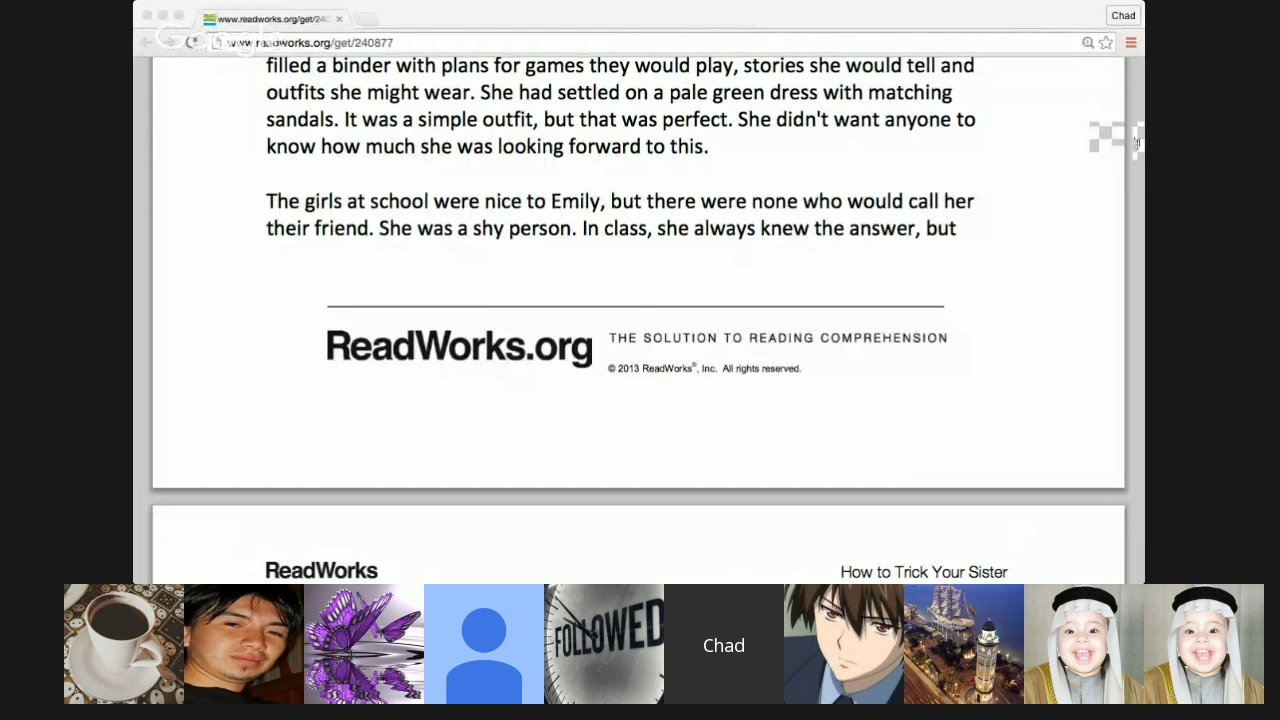 www.readworks.org/get/240
Chad
Google
www.readworks.org/get/240877
filled a binder with plans for games they would play, stories she would tell and
outfits she might wear. She had settled on a pale green dress with matching
sandals. It was a simple outfit, but that was perfect. She didn't want anyone to
know how much she was looking forward to this.
The girls at school were nice to Emily, but there were none who would call her
their friend. She was a shy person. In class, she always knew the answer, but
ReadWorks.org
THE SOLUTION TO READING COMPREHENSION
© 2013 ReadWorks®, Inc. All rights reserved.
ReadWorks
How to Trick Your Sister
FOLLOWED
Chad